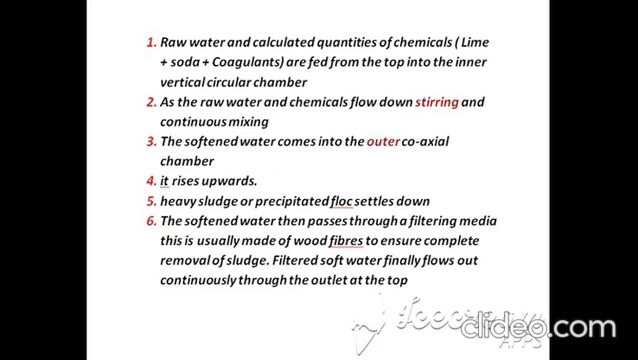 1. Raw water and calculated quantities of chemicals ( Lime
+ soda + Coagulants) are fed from the top into the inner
vertical circular chamber
2. As the raw water and chemicals flow down stirring and
continuous mixing
3. The softened water comes into the outer co-axial
chamber
4. it rises upwards.
5. heavy sludge or precipitated floc settles down
6. The softened water then passes through a filtering media
this is usually made of wood fibres to ensure complete
removal of sludge. Filtered soft water finally flows out
continuously through the outlet at the top
clideo.com
APPS